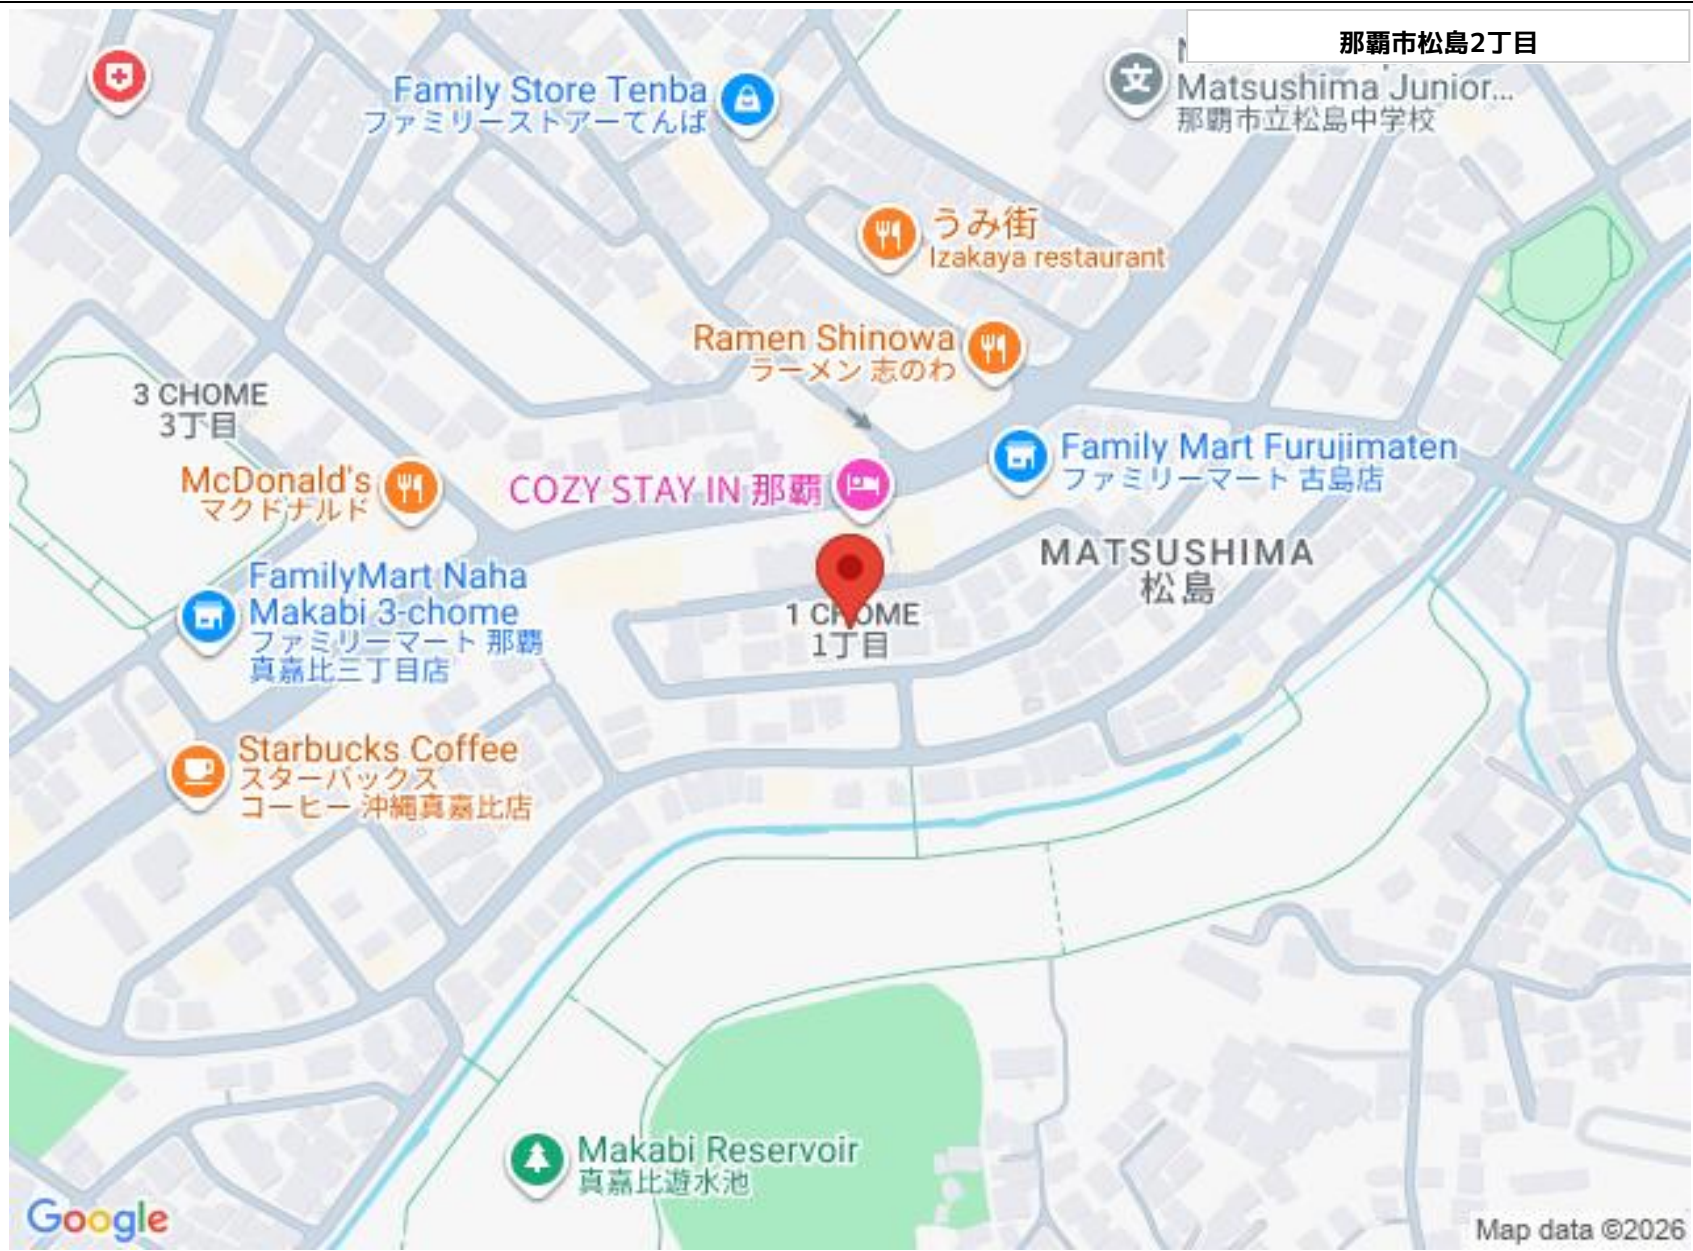 那覇市松島2丁目
Family Store Tenba
ファミリーストアーてんば
Matsushima Junior...
那覇市立松島中学校
うみ街
Izakaya restaurant
Ramen Shinowa
ラーメン 志のわ
3 CHOME
3丁目
McDonald's
マクドナルド
COZY STAY IN 那覇
Family Mart Furujimaten
ファミリーマート 古島店
MATSUSHIMA
松島
FamilyMart Naha
Makabi 3-chome
ファミリーマート 那覇
真嘉比三丁目店
1 CHOME
1丁目
Starbucks Coffee
スターバックス
コーヒー 沖縄真嘉比店
Makabi Reservoir
真嘉比遊水池
Google
Map data ©2026